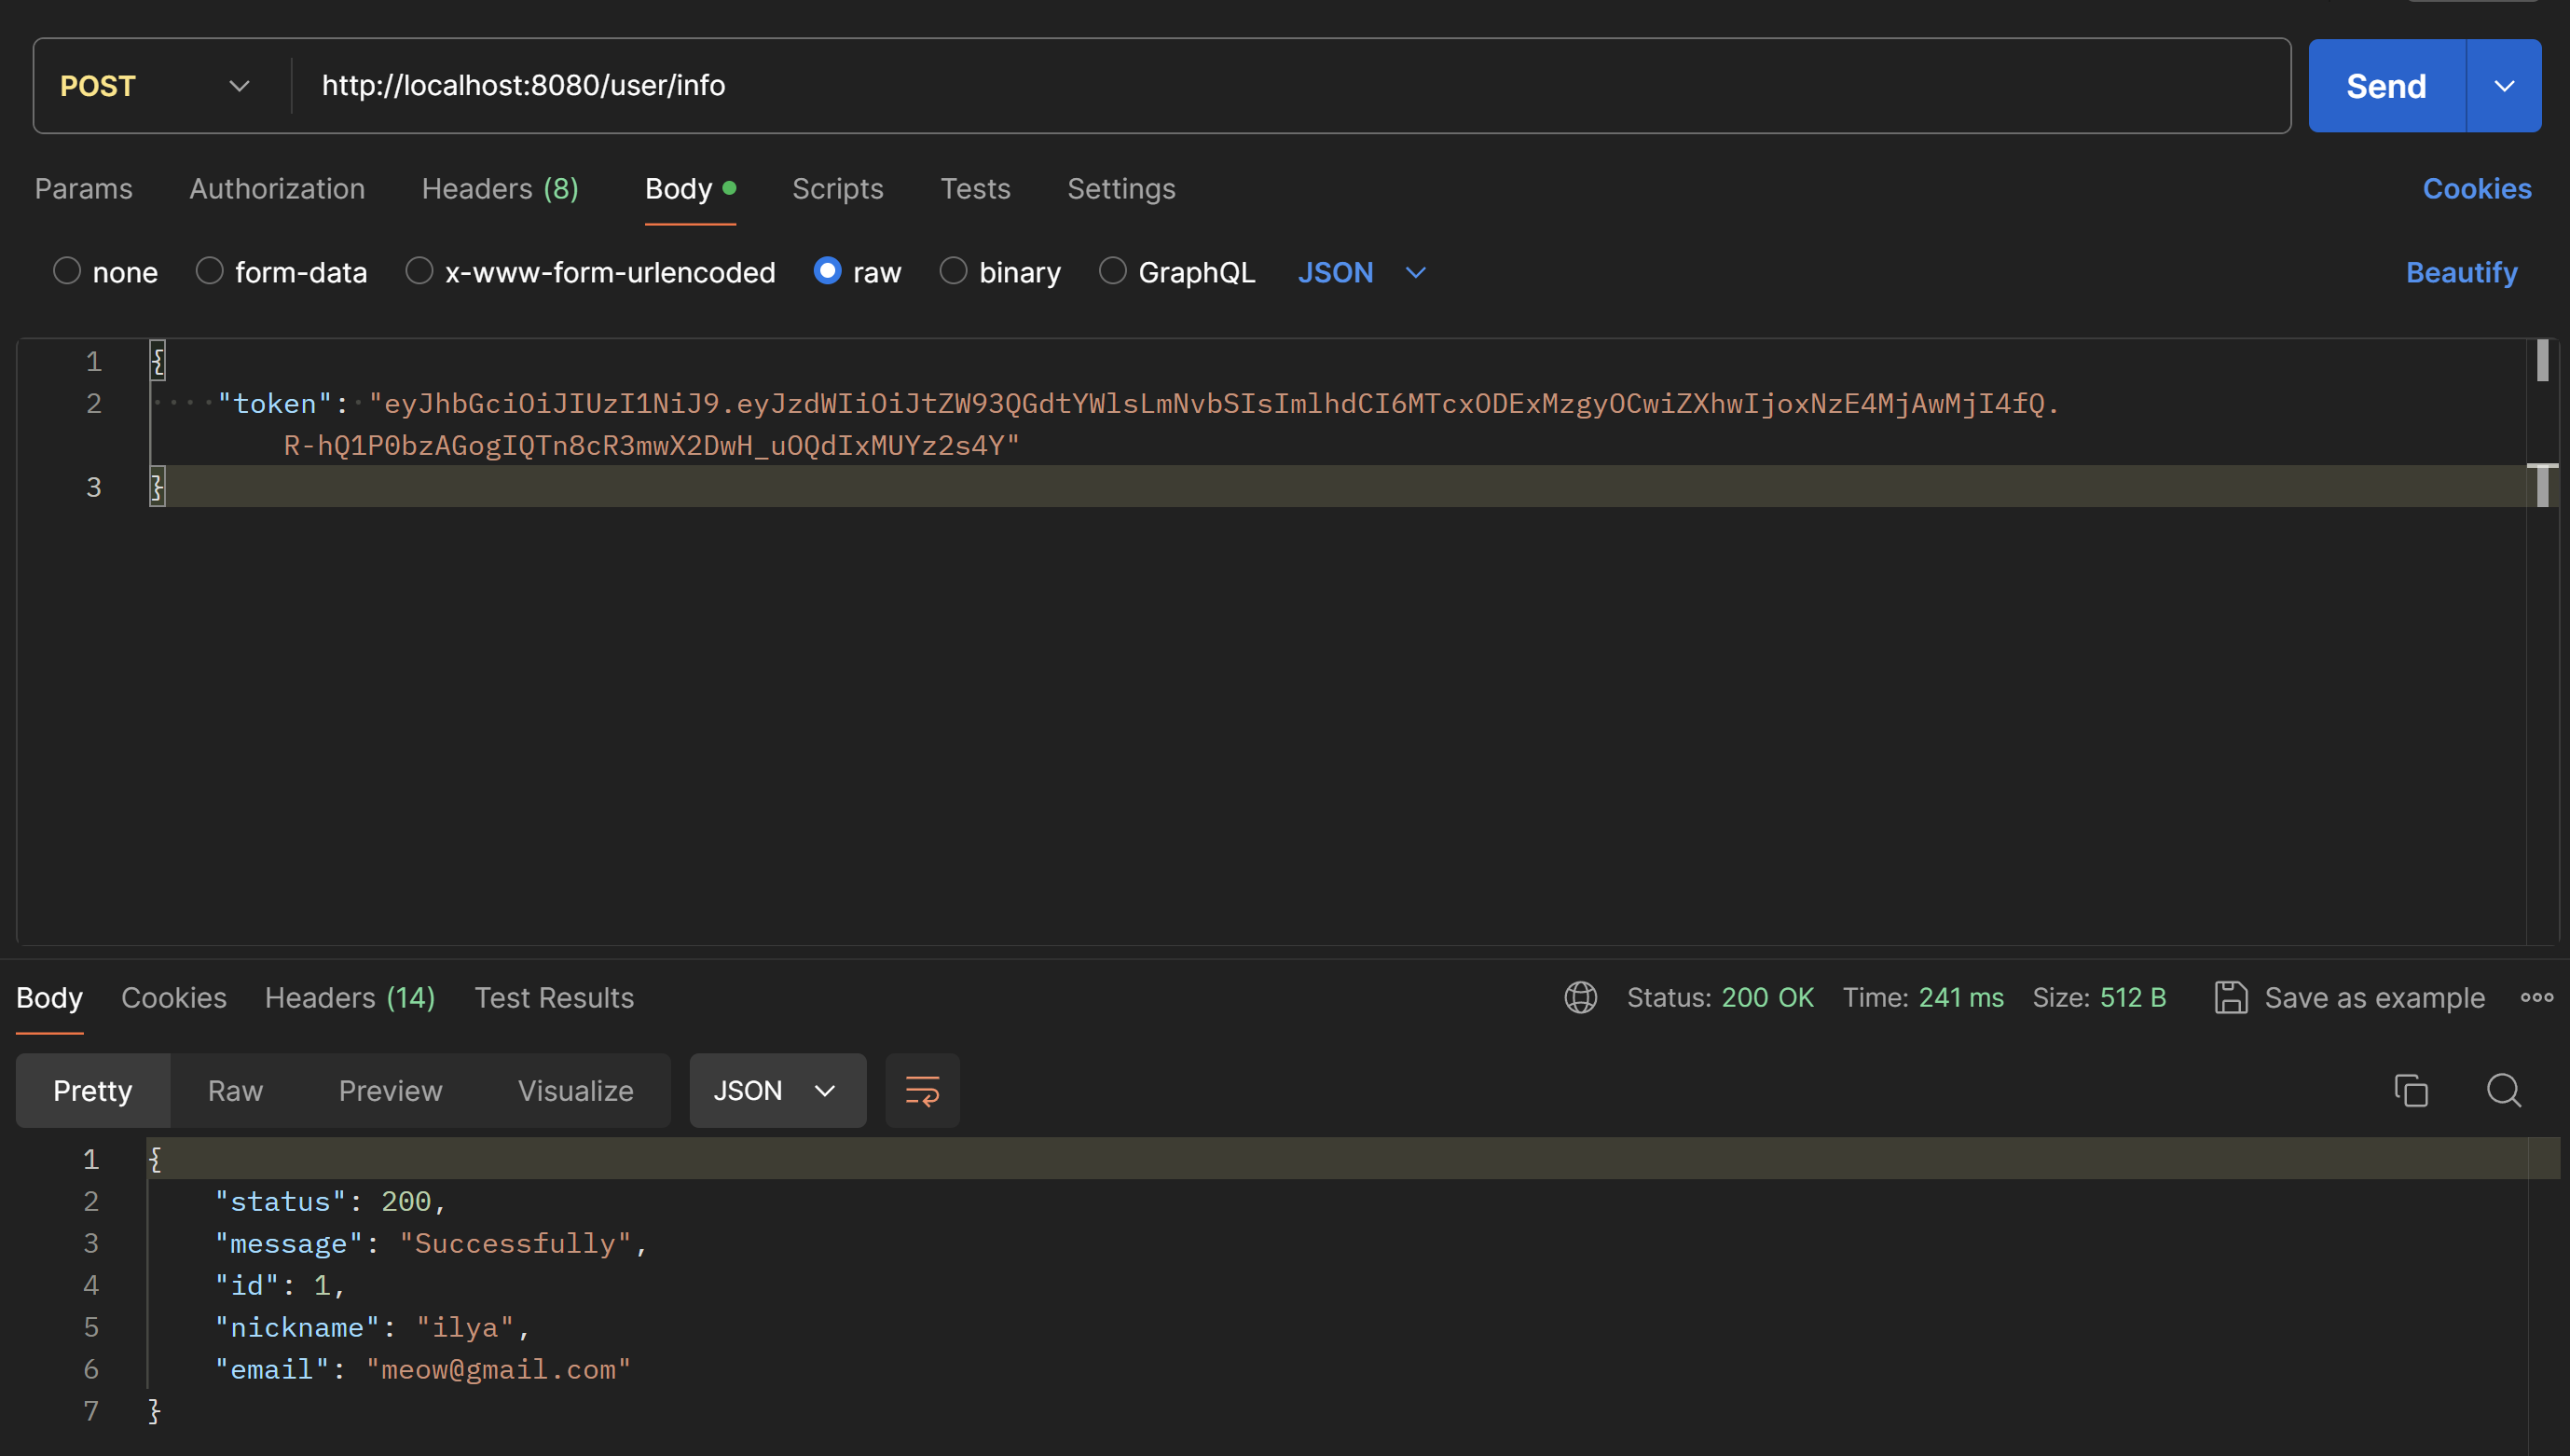 POST http://localhost:8080/user/info Send
Params Authorization Headers (8) Body Scripts Tests Settings Cookies
none form-data x-www-form-urlencoded raw binary GraphQL JSON Beautify
1 {
2 "token": "eyJhbGciOiJIUzI1NiJ9.eyJzdWIiOiJtZW93QGdtYWlsLmNvbSIsImlhdCI6MTcxODExMzgyOCwiZXhwIjoxNzE4MjAwMjI4fQ.
R-hQ1P0bzAGogIQTn8cR3mwX2DwH_uOQdIxMUYz2s4Y"
3 }
Body Cookies Headers (14) Test Results Status: 200 OK Time: 241 ms Size: 512 B Save as example
Pretty Raw Preview Visualize JSON
1 {
2 "status": 200,
3 "message": "Successfully",
4 "id": 1,
5 "nickname": "ilya",
6 "email": "meow@gmail.com"
7 }